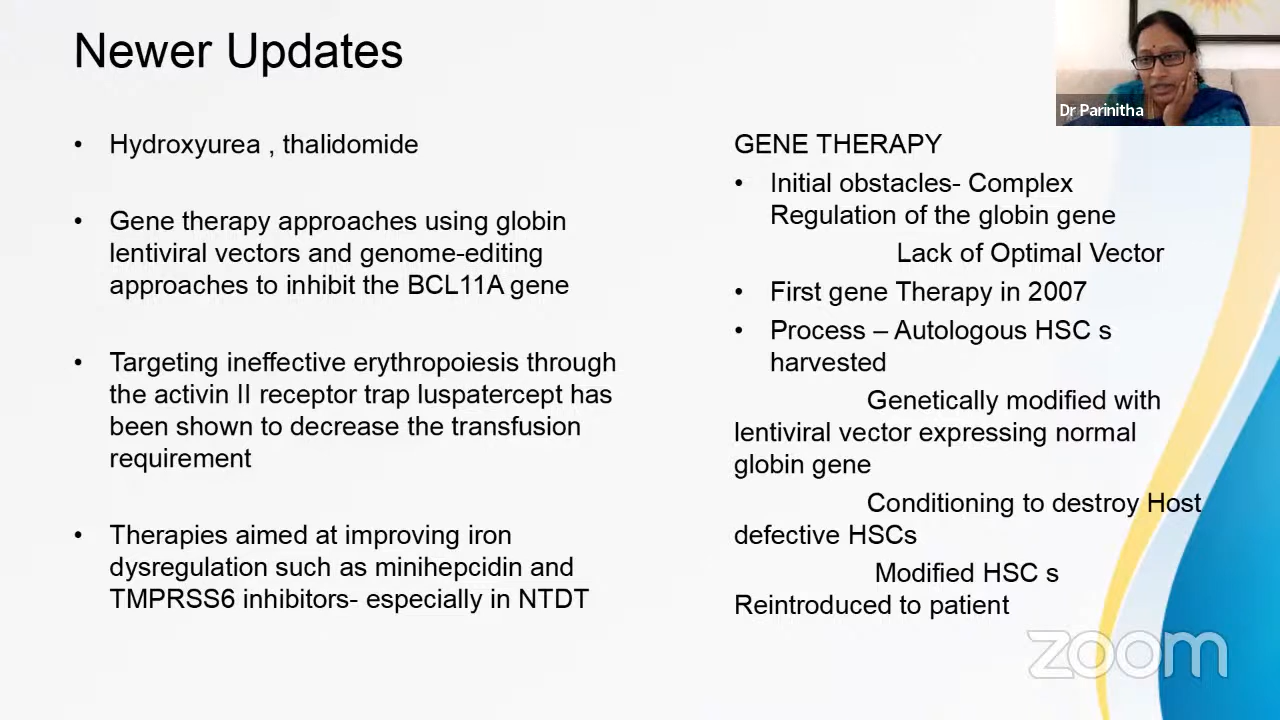 Newer Updates
Dr Parinitha
• Hydroxyurea , thalidomide
• Gene therapy approaches using globin
lentiviral vectors and genome-editing
approaches to inhibit the BCL11A gene
• Targeting ineffective erythropoiesis through
the activin II receptor trap luspatercept has
been shown to decrease the transfusion
requirement
• Therapies aimed at improving iron
dysregulation such as minihepcidin and
TMPRSS6 inhibitors- especially in NTDT
GENE THERAPY
• Initial obstacles- Complex
Regulation of the globin gene
Lack of Optimal Vector
• First gene Therapy in 2007
• Process – Autologous HSC s
harvested
Genetically modified with
lentiviral vector expressing normal
globin gene
Conditioning to destroy Host
defective HSCs
Modified HSC s
Reintroduced to patient
zoom